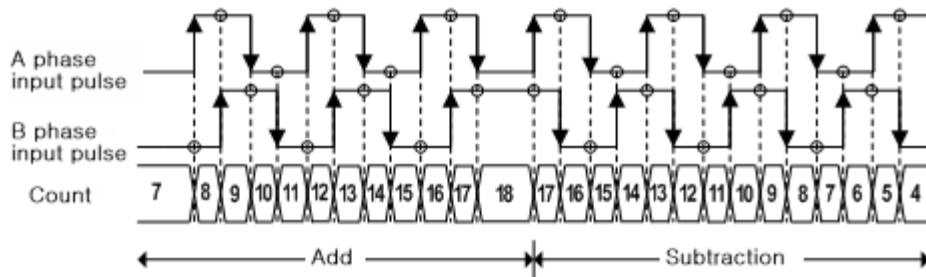 A phase
input pulse
B phase
input pulse
Count 7 8 9 10 11 12 13 14 15 16 17 18 17 16 15 14 13 12 11 10 9 8 7 6 5 4
Add Subtraction